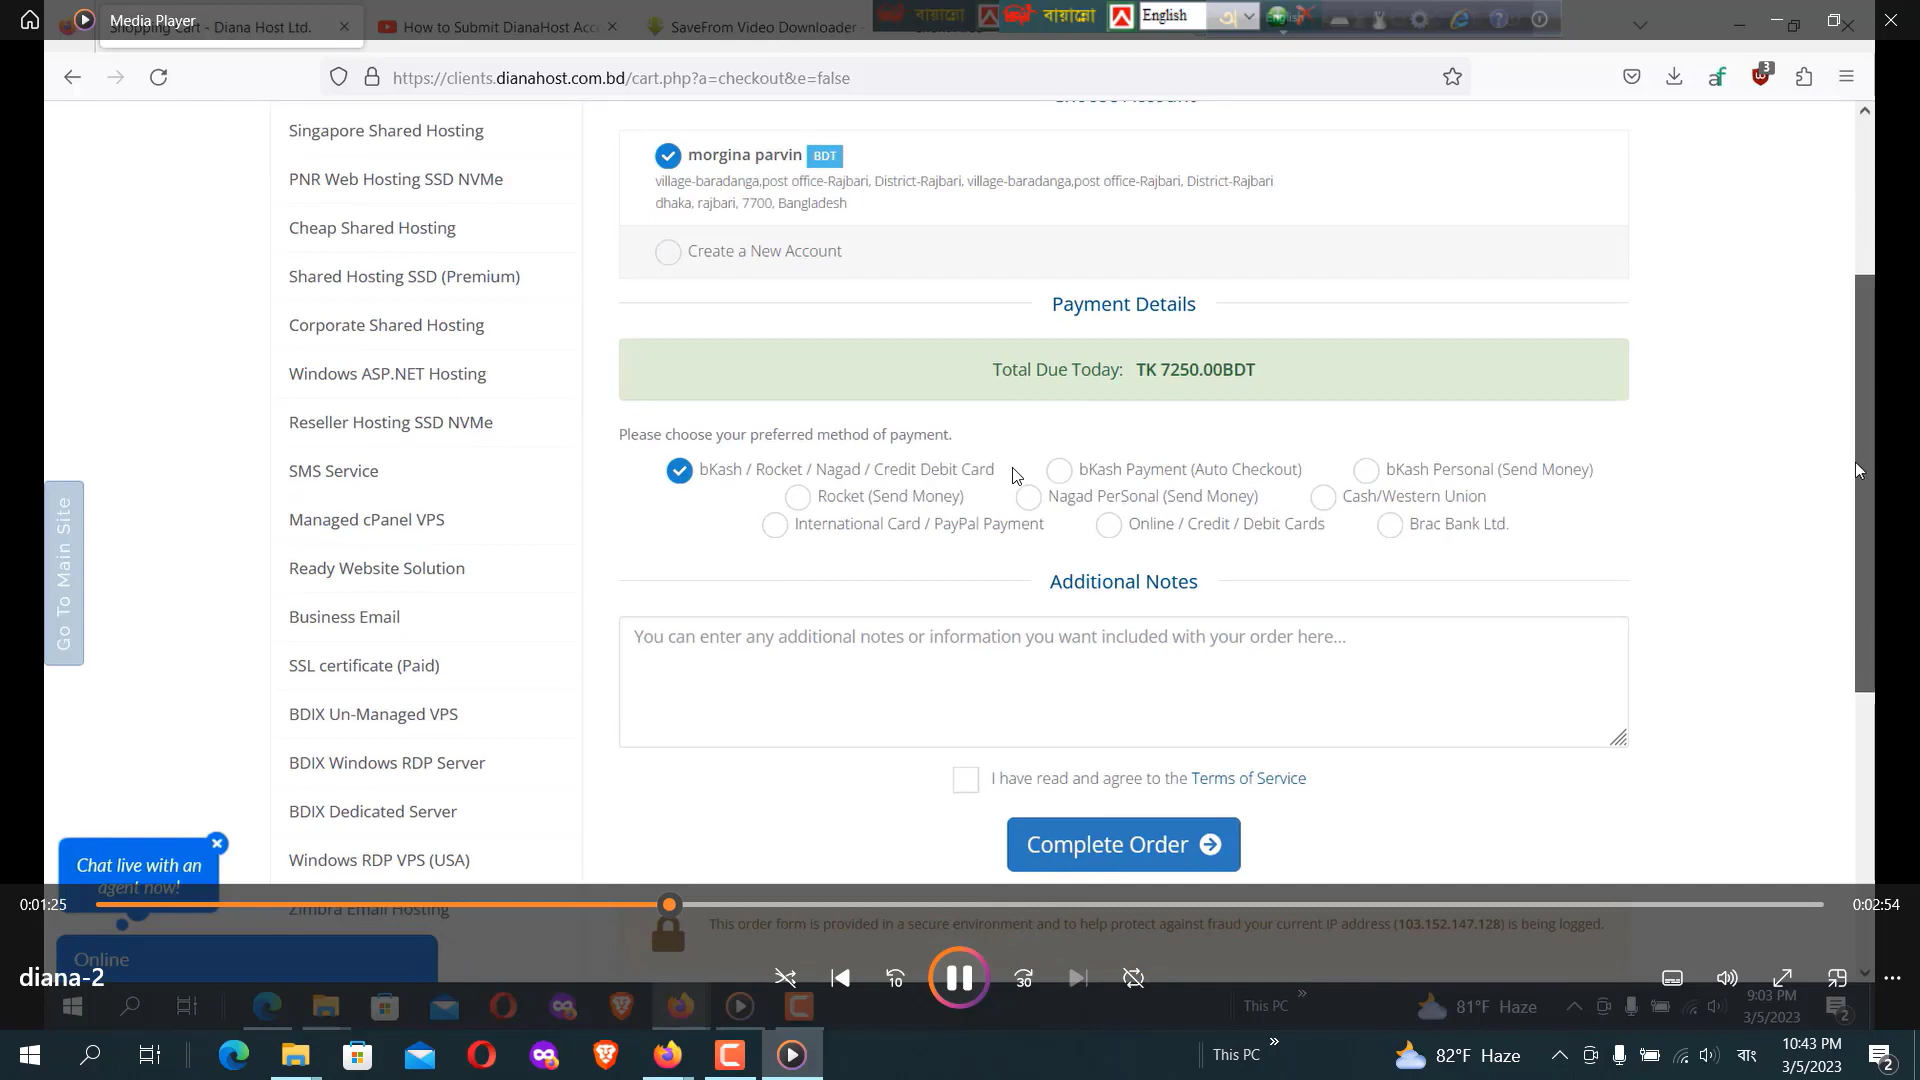 Media Player
Shopping Cart - Diana Host Ltd.
How to Submit DianaHost Acc
SaveFrom Video Downloader
বায়ান্নো
বায়ান্নো
English
অ
English
https://clients.dianahost.com.bd/cart.php?a=checkout&e=false
3
Singapore Shared Hosting
PNR Web Hosting SSD NVMe
Cheap Shared Hosting
Shared Hosting SSD (Premium)
Corporate Shared Hosting
Windows ASP.NET Hosting
Reseller Hosting SSD NVMe
SMS Service
Managed cPanel VPS
Ready Website Solution
Business Email
SSL certificate (Paid)
BDIX Un-Managed VPS
BDIX Windows RDP Server
BDIX Dedicated Server
Windows RDP VPS (USA)
Zimbra Email Hosting
Go To Main Site
morgina parvin BDT
village-baradanga,post office-Rajbari, District-Rajbari, village-baradanga,post office-Rajbari, District-Rajbari
dhaka, rajbari, 7700, Bangladesh
Create a New Account
Payment Details
Total Due Today: TK 7250.00BDT
Please choose your preferred method of payment.
bKash / Rocket / Nagad / Credit Debit Card
bKash Payment (Auto Checkout)
bKash Personal (Send Money)
Rocket (Send Money)
Nagad PerSonal (Send Money)
Cash/Western Union
International Card / PayPal Payment
Online / Credit / Debit Cards
Brac Bank Ltd.
Additional Notes
You can enter any additional notes or information you want included with your order here...
I have read and agree to the Terms of Service
Complete Order
Chat live with an
agent now!
0:01:25
0:02:54
This order form is provided in a secure environment and to help protect against fraud your current IP address (103.152.147.128) is being logged.
Online
diana-2
10
30
This PC
81°F Haze
9:03 PM
3/5/2023
2
This PC
82°F Haze
বাং
10:43 PM
3/5/2023
2